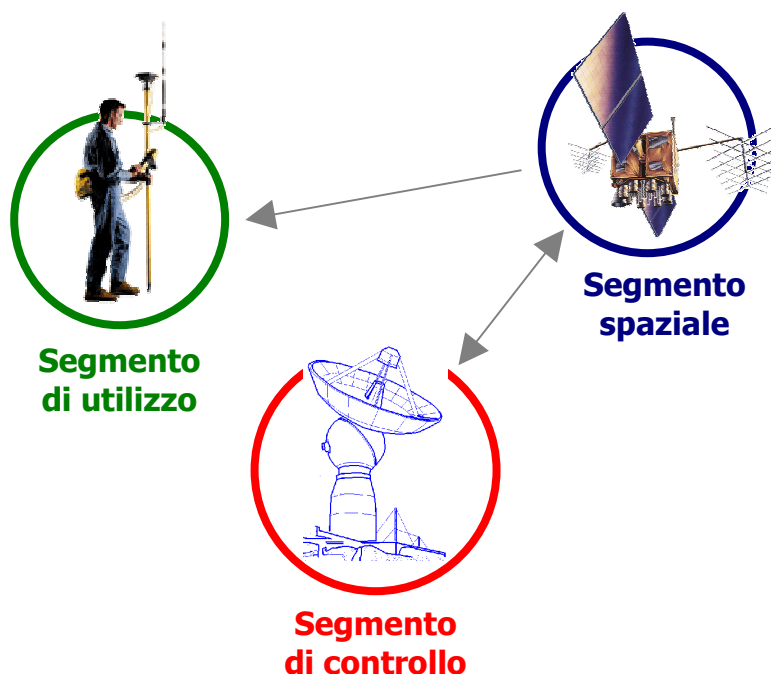 Segmento
spaziale
Segmento
di utilizzo
Segmento
di controllo